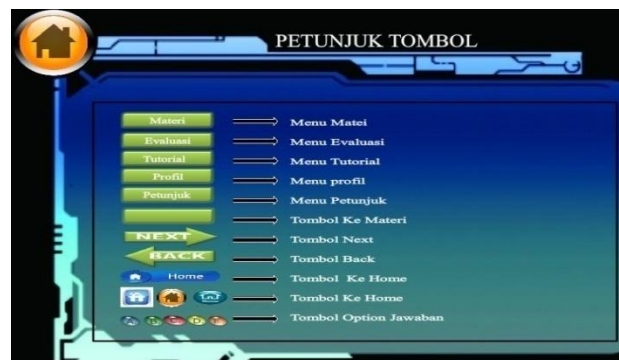 PETUNJUK TOMBOL
Materi Menu Matei
Evaluasi Menu Evaluasi
Tutorial Menu Tutorial
Profil Menu profil
Petunjuk Menu Petunjuk
Tombol Ke Materi
NEXT Tombol Next
BACK Tombol Back
Home Tombol Ke Home
Tombol Ke Home
Tombol Option Jawaban